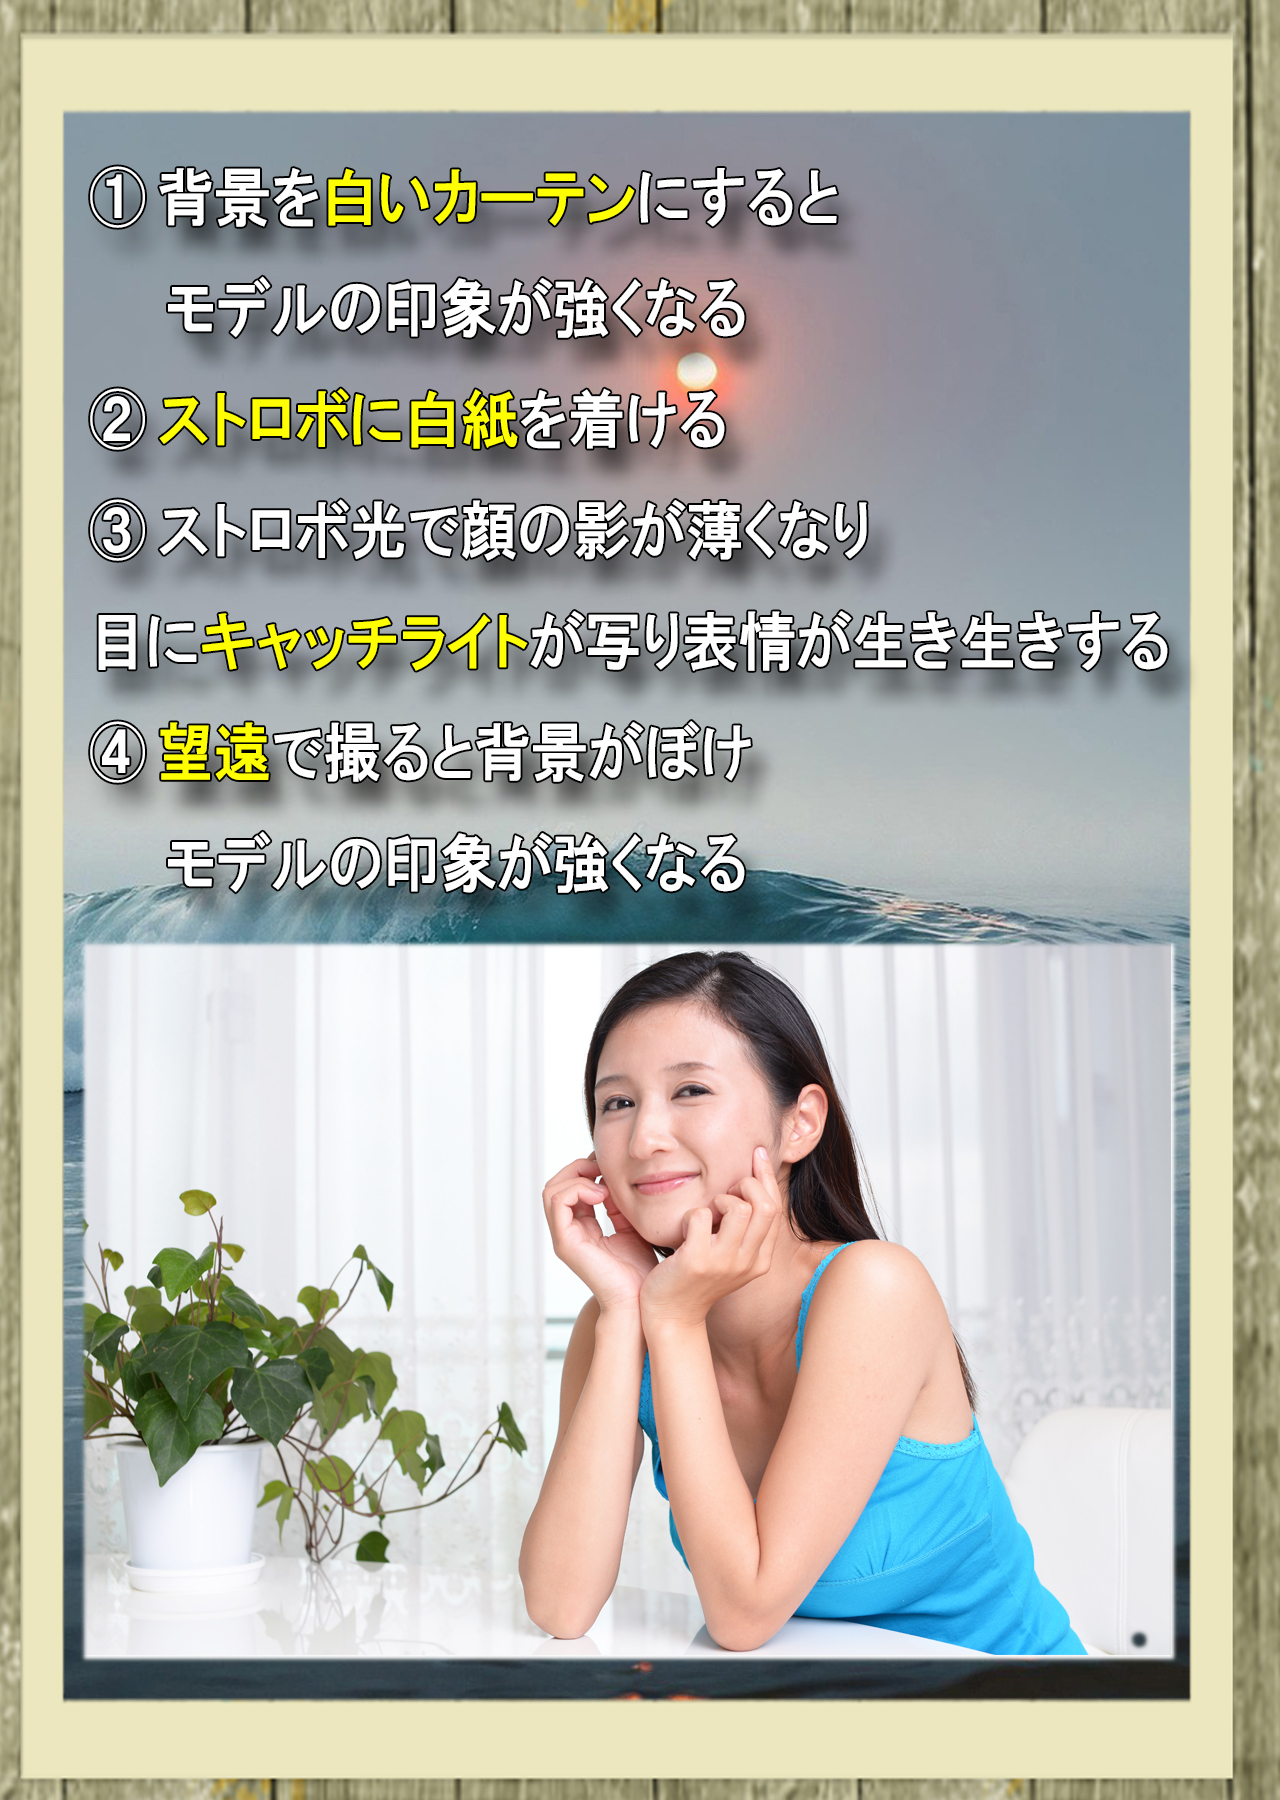 ① 背景を白いカーテンにすると
モデルの印象が強くなる
② ストロボに白紙を着ける
③ ストロボ光で顔の影が薄くなり
目にキャッチライトが写り表情が生き生きする
④ 望遠で撮ると背景がぼけ
モデルの印象が強くなる